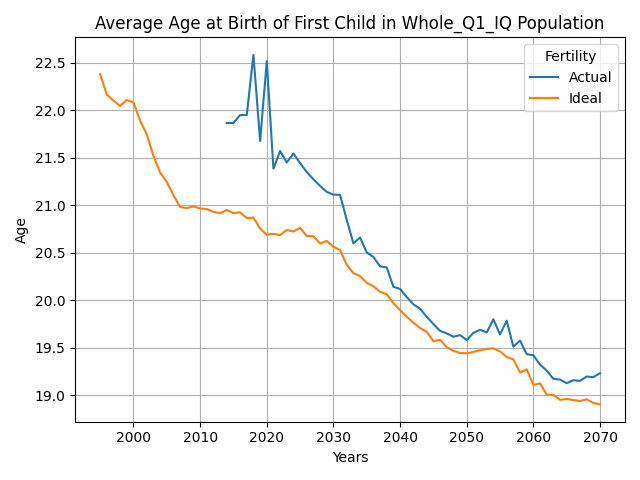 Average Age at Birth of First Child in Whole_Q1_IQ Population
Fertility
Actual
Ideal
22.5
22.0
21.5
21.0
20.5
20.0
19.5
19.0
Age
2000 2010 2020 2030 2040 2050 2060 2070
Years